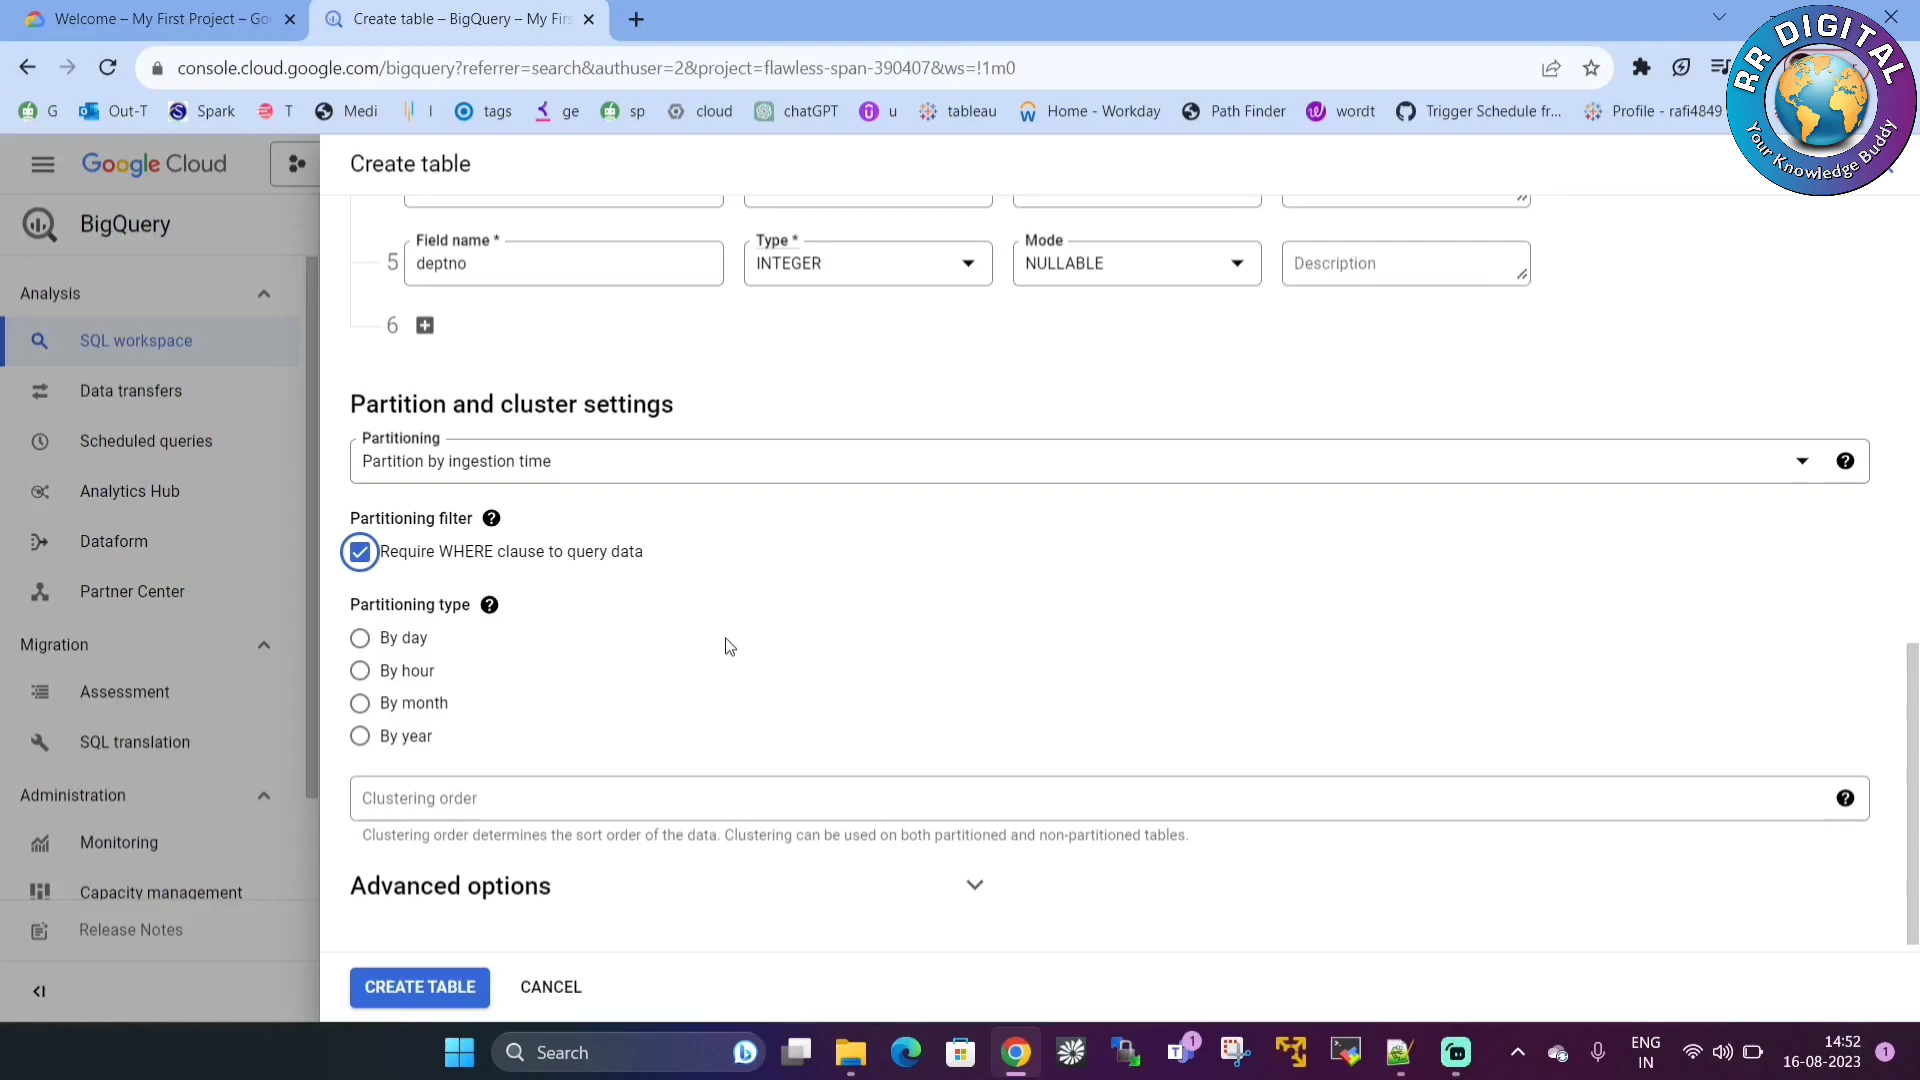 Welcome – My First Project – Go
Create table – BigQuery – My Firs
console.cloud.google.com/bigquery?referrer=search&authuser=2&project=flawless-span-390407&ws=!1m0
G
Out-T
Spark
T
Medi
I
tags
ge
sp
cloud
chatGPT
u
tableau
Home - Workday
Path Finder
wordt
Trigger Schedule fr...
Profile - rafi4849
RR DIGITAL
Your Knowledge Buddy
Google Cloud
Create table
BigQuery
Analysis
SQL workspace
Data transfers
Scheduled queries
Analytics Hub
Dataform
Partner Center
Migration
Assessment
SQL translation
Administration
Monitoring
Capacity management
Release Notes
5
Field name *
deptno
Type *
INTEGER
Mode
NULLABLE
Description
6
Partition and cluster settings
Partitioning
Partition by ingestion time
Partitioning filter
Require WHERE clause to query data
Partitioning type
By day
By hour
By month
By year
Clustering order
Clustering order determines the sort order of the data. Clustering can be used on both partitioned and non-partitioned tables.
Advanced options
CREATE TABLE
CANCEL
Search
1
ENG
IN
14:52
16-08-2023
1